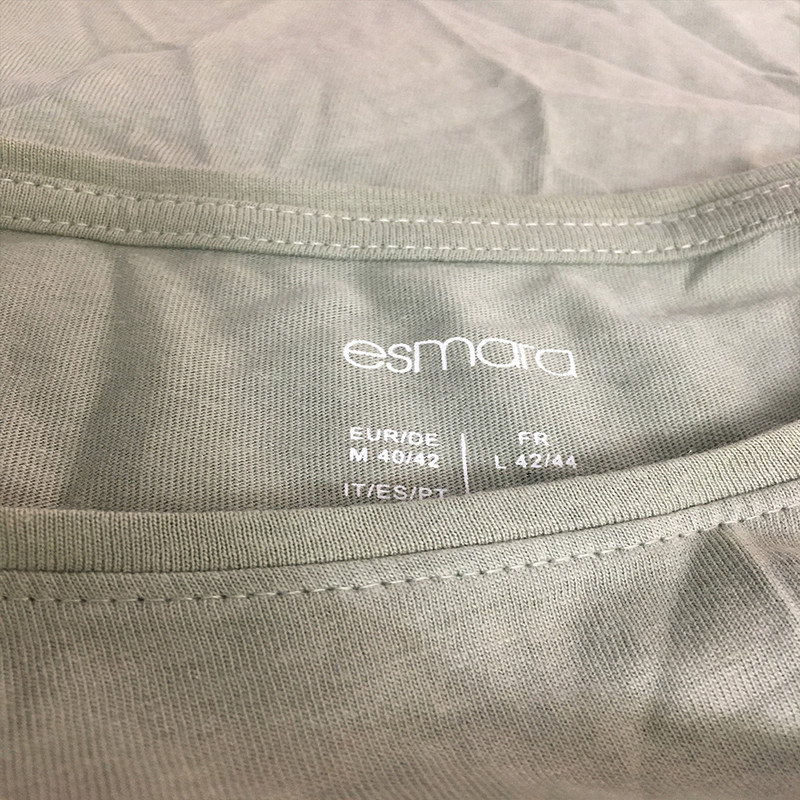 esmara
EUR/DE
M 40/42
FR
L 42/44
IT/ES/PT